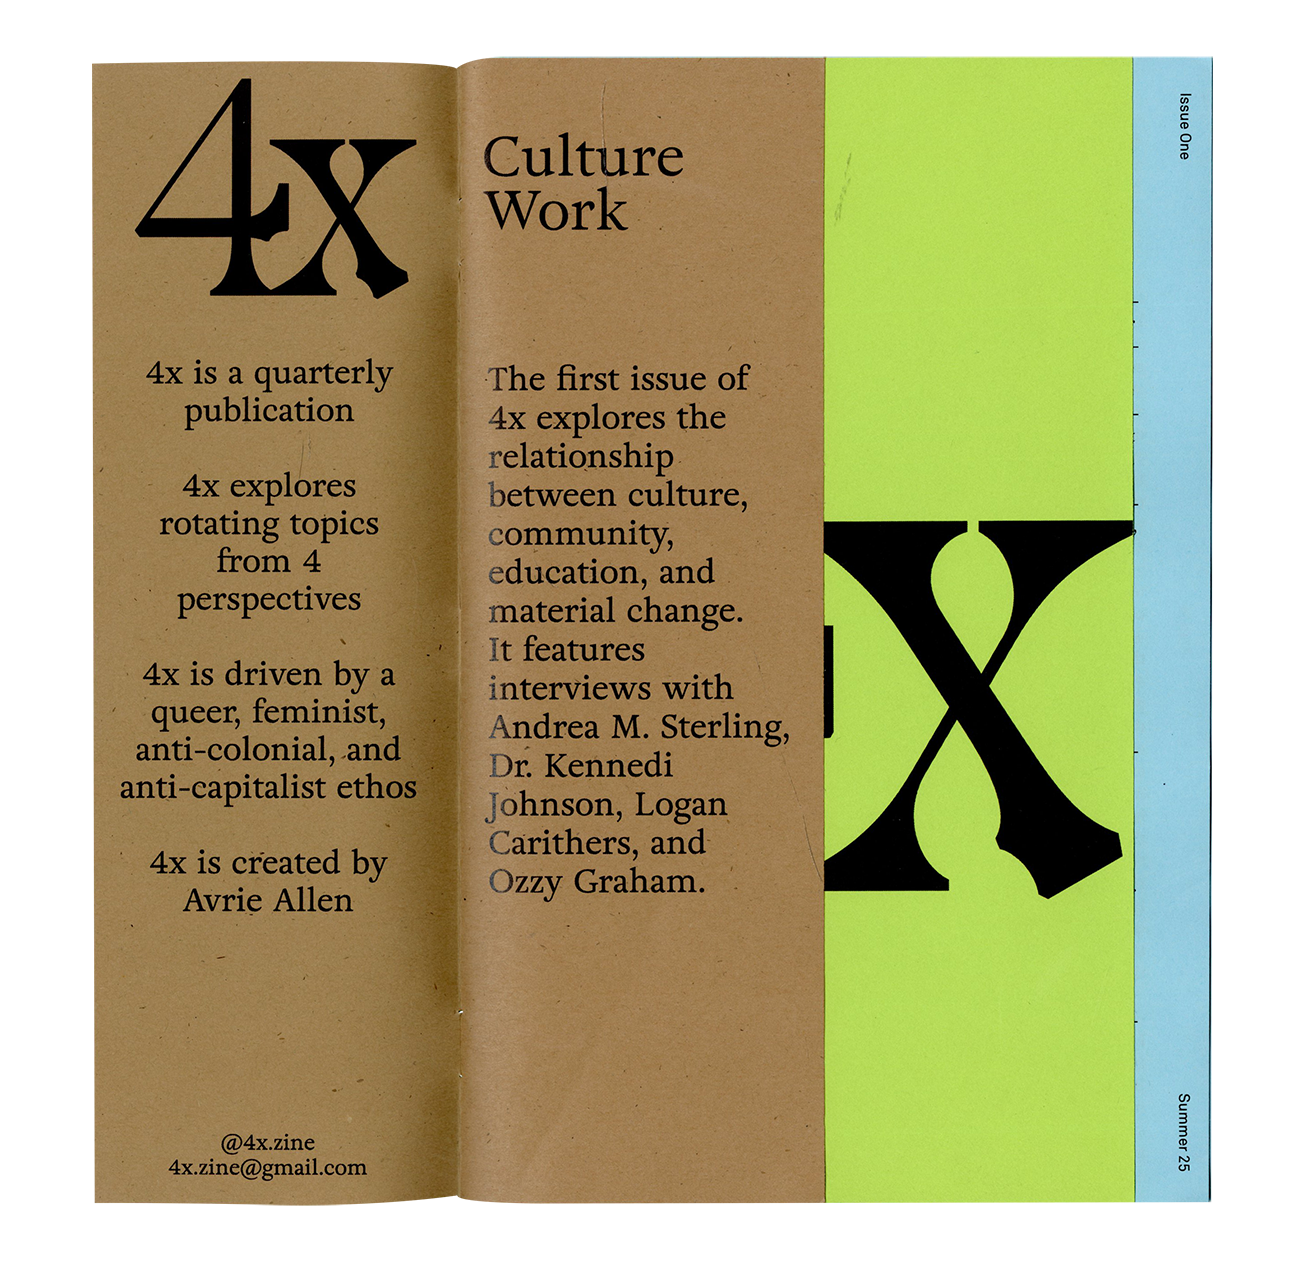 4x
4x is a quarterly
publication
4x explores
rotating topics
from 4
perspectives
4x is driven by a
queer, feminist,
anti-colonial, and
anti-capitalist ethos
4x is created by
Avrie Allen
@4x.zine
4x.zine@gmail.com
Culture
Work
The first issue of
4x explores the
relationship
between culture,
community,
education, and
material change.
It features
interviews with
Andrea M. Sterling,
Dr. Kennedi
Johnson, Logan
Carithers, and
Ozzy Graham.
x
Issue One
Summer 25